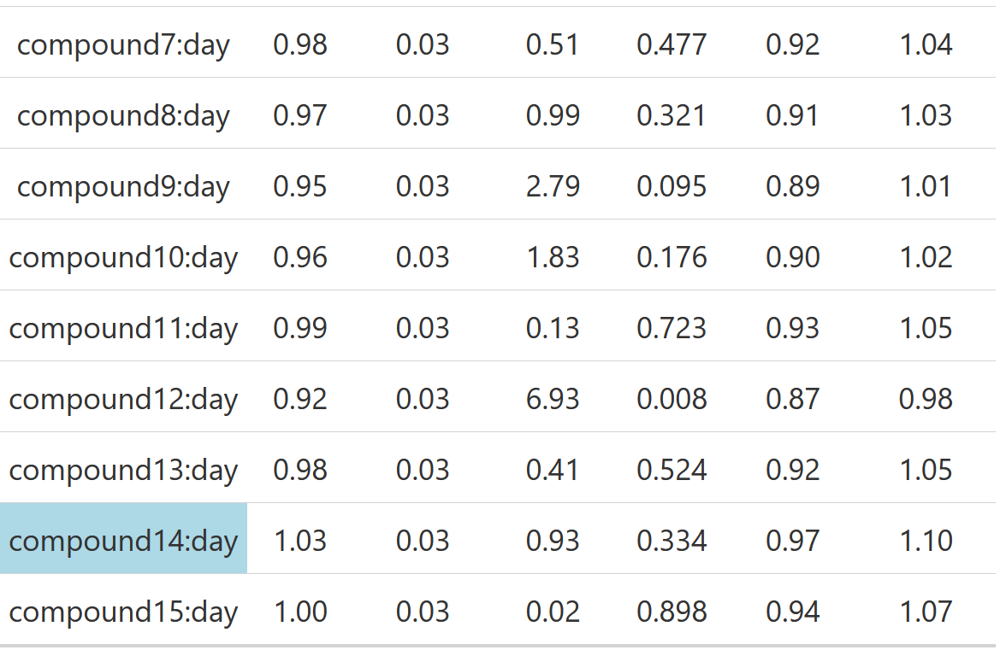 compound7:day 0.98 0.03 0.51 0.477 0.92 1.04
compound8:day 0.97 0.03 0.99 0.321 0.91 1.03
compound9:day 0.95 0.03 2.79 0.095 0.89 1.01
compound10:day 0.96 0.03 1.83 0.176 0.90 1.02
compound11:day 0.99 0.03 0.13 0.723 0.93 1.05
compound12:day 0.92 0.03 6.93 0.008 0.87 0.98
compound13:day 0.98 0.03 0.41 0.524 0.92 1.05
compound14:day 1.03 0.03 0.93 0.334 0.97 1.10
compound15:day 1.00 0.03 0.02 0.898 0.94 1.07